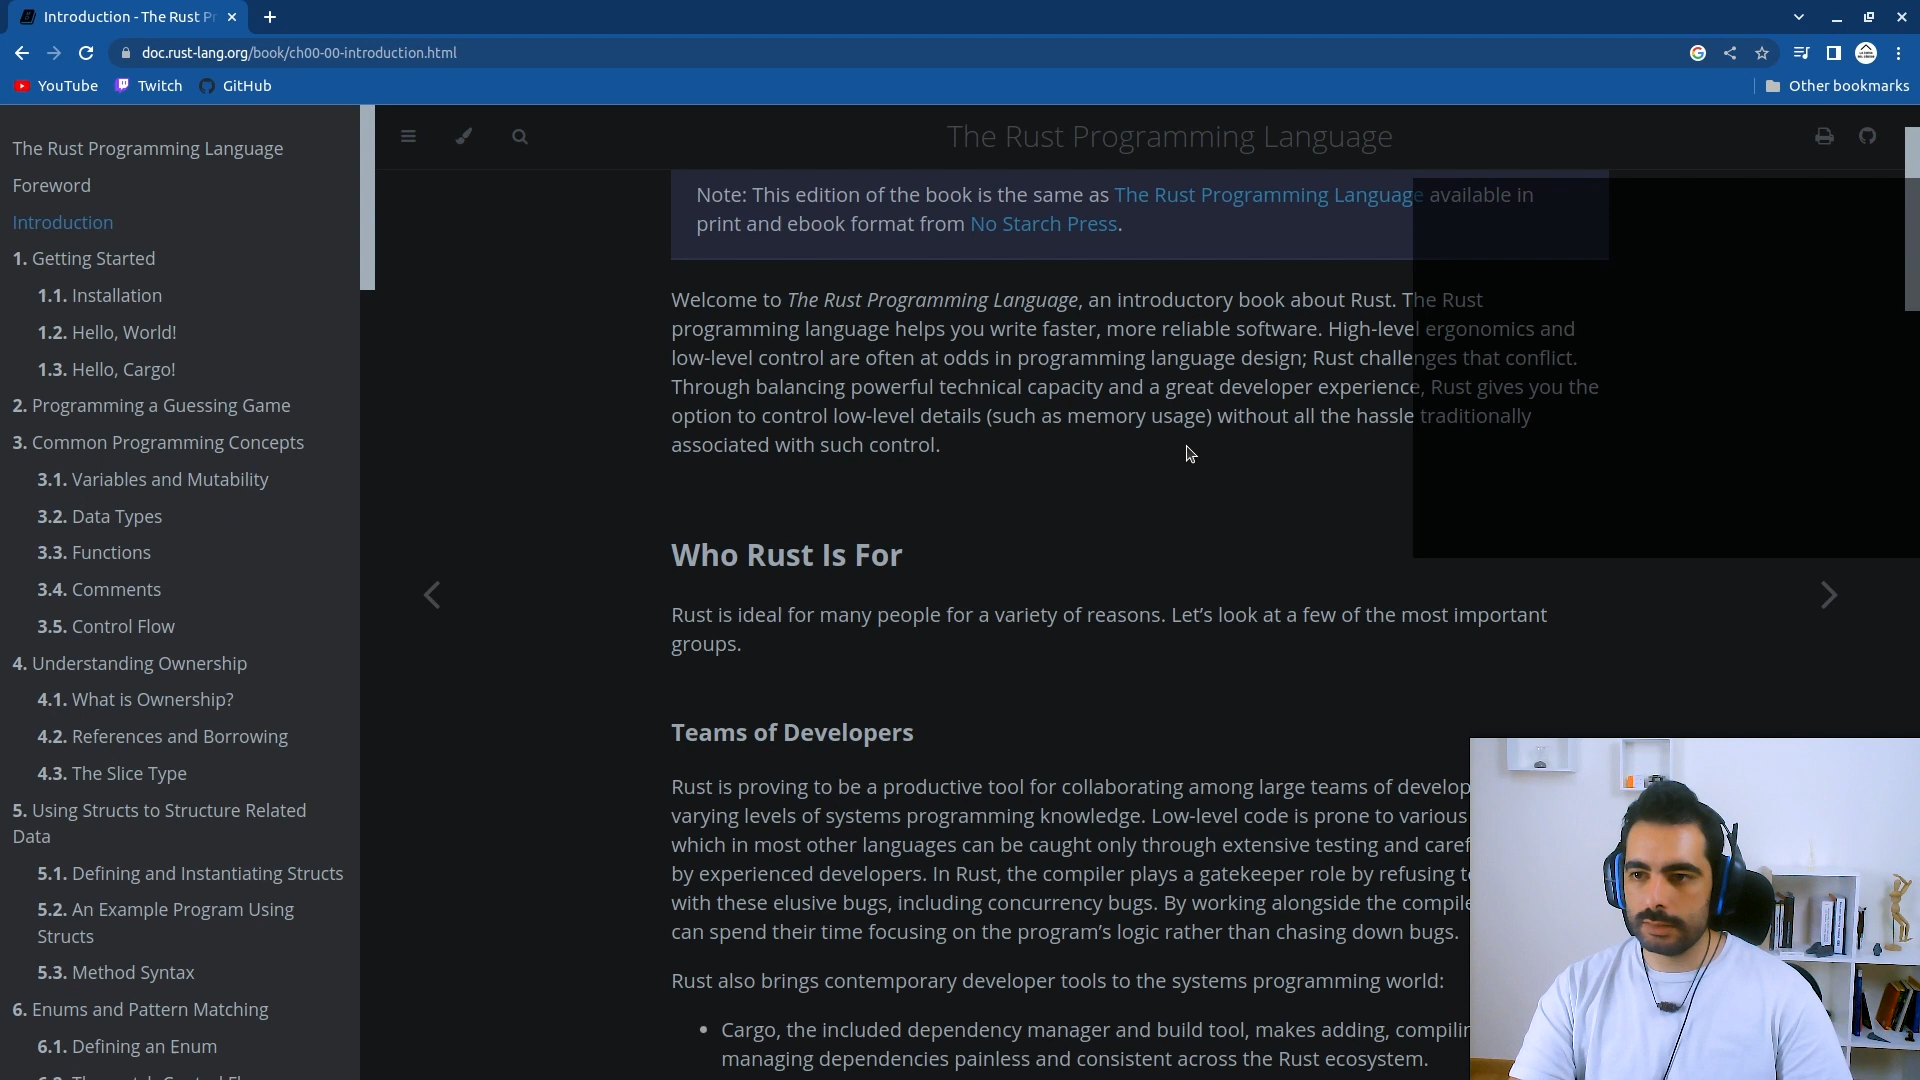 Introduction - The Rust Pr
doc.rust-lang.org/book/ch00-00-introduction.html
YouTube
Twitch
GitHub
Other bookmarks
The Rust Programming Language
Foreword
Introduction
1. Getting Started
1.1. Installation
1.2. Hello, World!
1.3. Hello, Cargo!
2. Programming a Guessing Game
3. Common Programming Concepts
3.1. Variables and Mutability
3.2. Data Types
3.3. Functions
3.4. Comments
3.5. Control Flow
4. Understanding Ownership
4.1. What is Ownership?
4.2. References and Borrowing
4.3. The Slice Type
5. Using Structs to Structure Related
Data
5.1. Defining and Instantiating Structs
5.2. An Example Program Using
Structs
5.3. Method Syntax
6. Enums and Pattern Matching
6.1. Defining an Enum
The Rust Programming Language
Note: This edition of the book is the same as The Rust Programming Language available in
print and ebook format from No Starch Press.
Welcome to The Rust Programming Language, an introductory book about Rust. The Rust
programming language helps you write faster, more reliable software. High-level ergonomics and
low-level control are often at odds in programming language design; Rust challenges that conflict.
Through balancing powerful technical capacity and a great developer experience, Rust gives you the
option to control low-level details (such as memory usage) without all the hassle traditionally
associated with such control.
Who Rust Is For
Rust is ideal for many people for a variety of reasons. Let's look at a few of the most important
groups.
Teams of Developers
Rust is proving to be a productive tool for collaborating among large teams of develop
varying levels of systems programming knowledge. Low-level code is prone to various
which in most other languages can be caught only through extensive testing and caref
by experienced developers. In Rust, the compiler plays a gatekeeper role by refusing t
with these elusive bugs, including concurrency bugs. By working alongside the compile
can spend their time focusing on the program's logic rather than chasing down bugs.
Rust also brings contemporary developer tools to the systems programming world:
• Cargo, the included dependency manager and build tool, makes adding, compilin
managing dependencies painless and consistent across the Rust ecosystem.